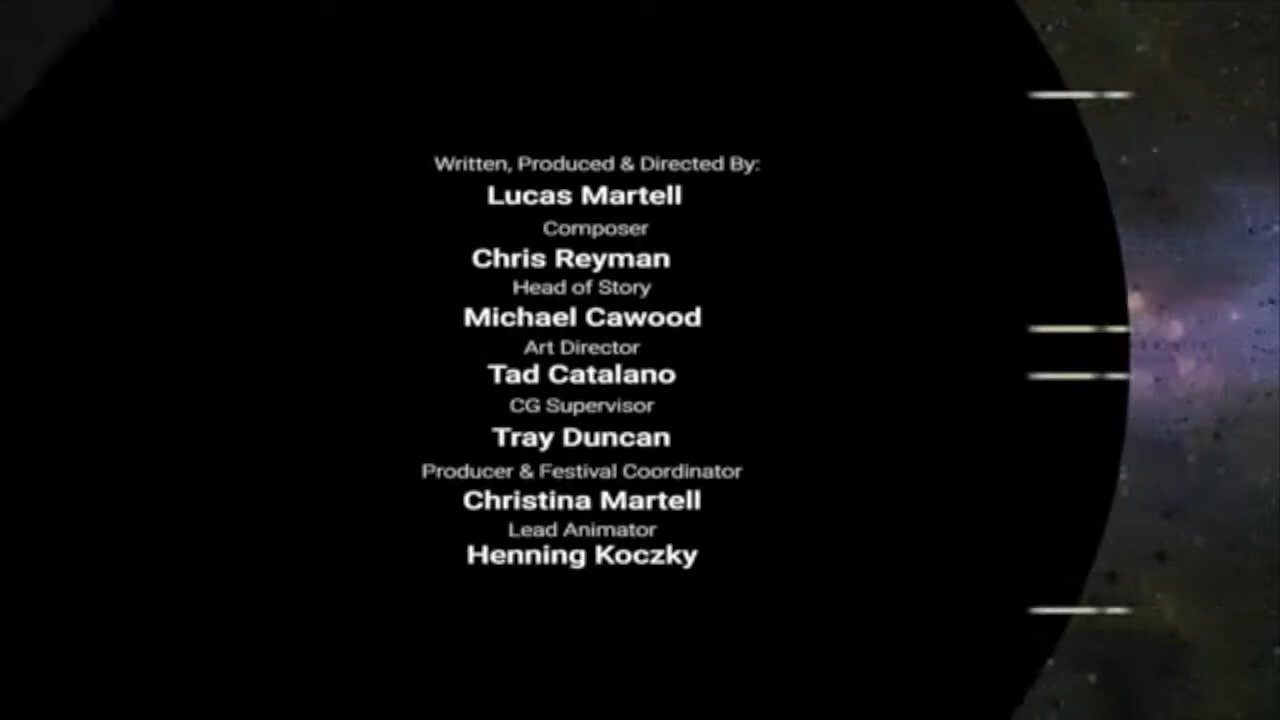 Written, Produced & Directed By:
Lucas Martell
Composer
Chris Reyman
Head of Story
Michael Cawood
Art Director
Tad Catalano
CG Supervisor
Tray Duncan
Producer & Festival Coordinator
Christina Martell
Lead Animator
Henning Koczky